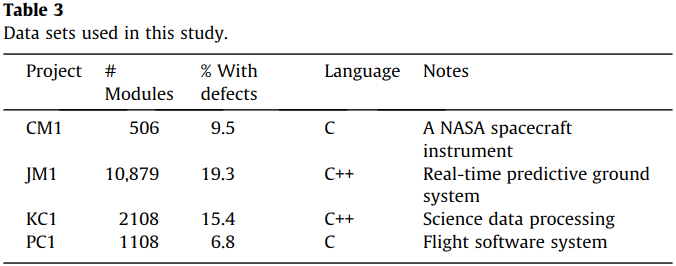 Table 3
Data sets used in this study.
Project # % With Language Notes
Modules defects
CM1 506 9.5 C A NASA spacecraft
instrument
JM1 10,879 19.3 C++ Real-time predictive ground
system
KC1 2108 15.4 C++ Science data processing
PC1 1108 6.8 C Flight software system